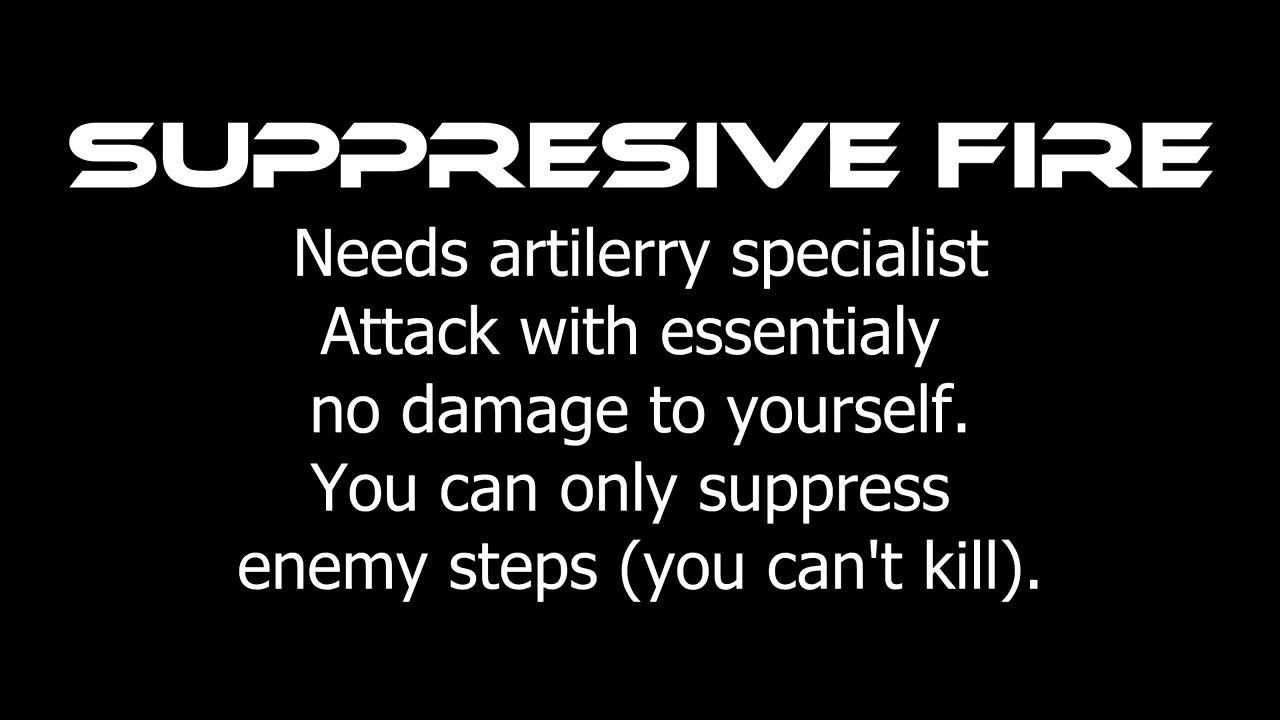 SUPPRESIVE FIRE
Needs artilerry specialist
Attack with essentialy
no damage to yourself.
You can only suppress
enemy steps (you can't kill).